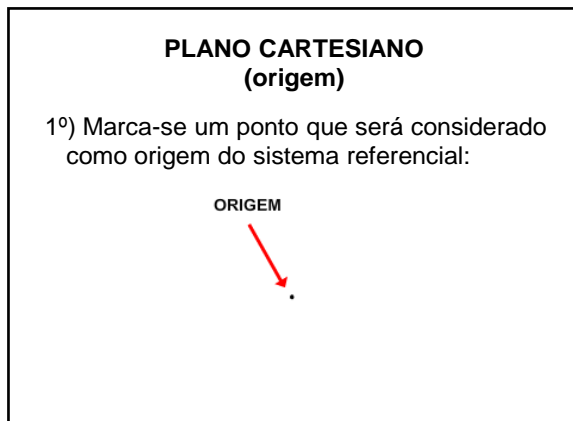 PLANO CARTESIANO
(origem)
1º) Marca-se um ponto que será considerado
como origem do sistema referencial:
ORIGEM